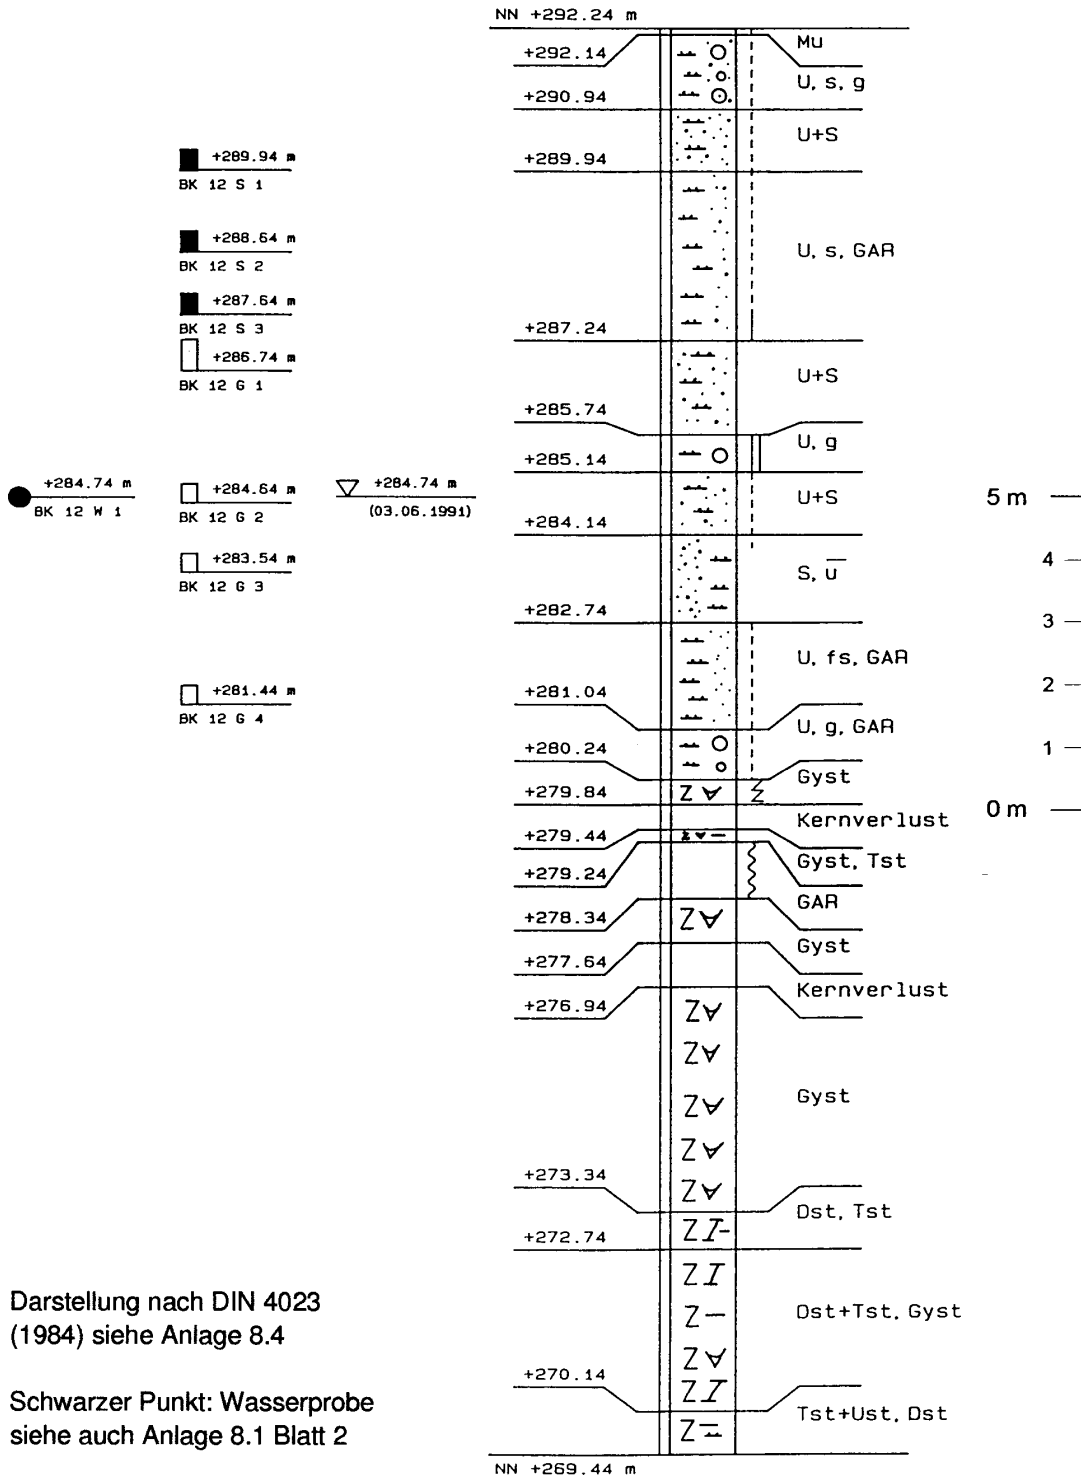 NN +292.24 m
+292.14
Mu
U, s, g
+290.94
U+S
+289.94
+289.94 m
BK 12 S 1
+288.64 m
BK 12 S 2
U, s, GAR
+287.64 m
BK 12 S 3
+287.24
+286.74 m
BK 12 G 1
U+S
+285.74
U, g
+285.14
+284.74 m
BK 12 W 1
+284.64 m
BK 12 G 2
+284.74 m
(03.06.1991)
U+S
5 m
+284.14
+283.54 m
BK 12 G 3
S, u̅
4
+282.74
3
U, fs, GAR
+281.44 m
BK 12 G 4
+281.04
2
U, g, GAR
+280.24
1
Gyst
+279.84
Z
0 m
Kernverlust
+279.44
z
Gyst, Tst
+279.24
GAR
+278.34
Z
Gyst
+277.64
Kernverlust
+276.94
Z
Z
Gyst
Z
Z
+273.34
Z
Dst, Tst
+272.74
Z
Z
Dst+Tst, Gyst
Z
Z
+270.14
Z
Tst+Ust, Dst
Z
NN +269.44 m
Darstellung nach DIN 4023
(1984) siehe Anlage 8.4
Schwarzer Punkt: Wasserprobe
siehe auch Anlage 8.1 Blatt 2